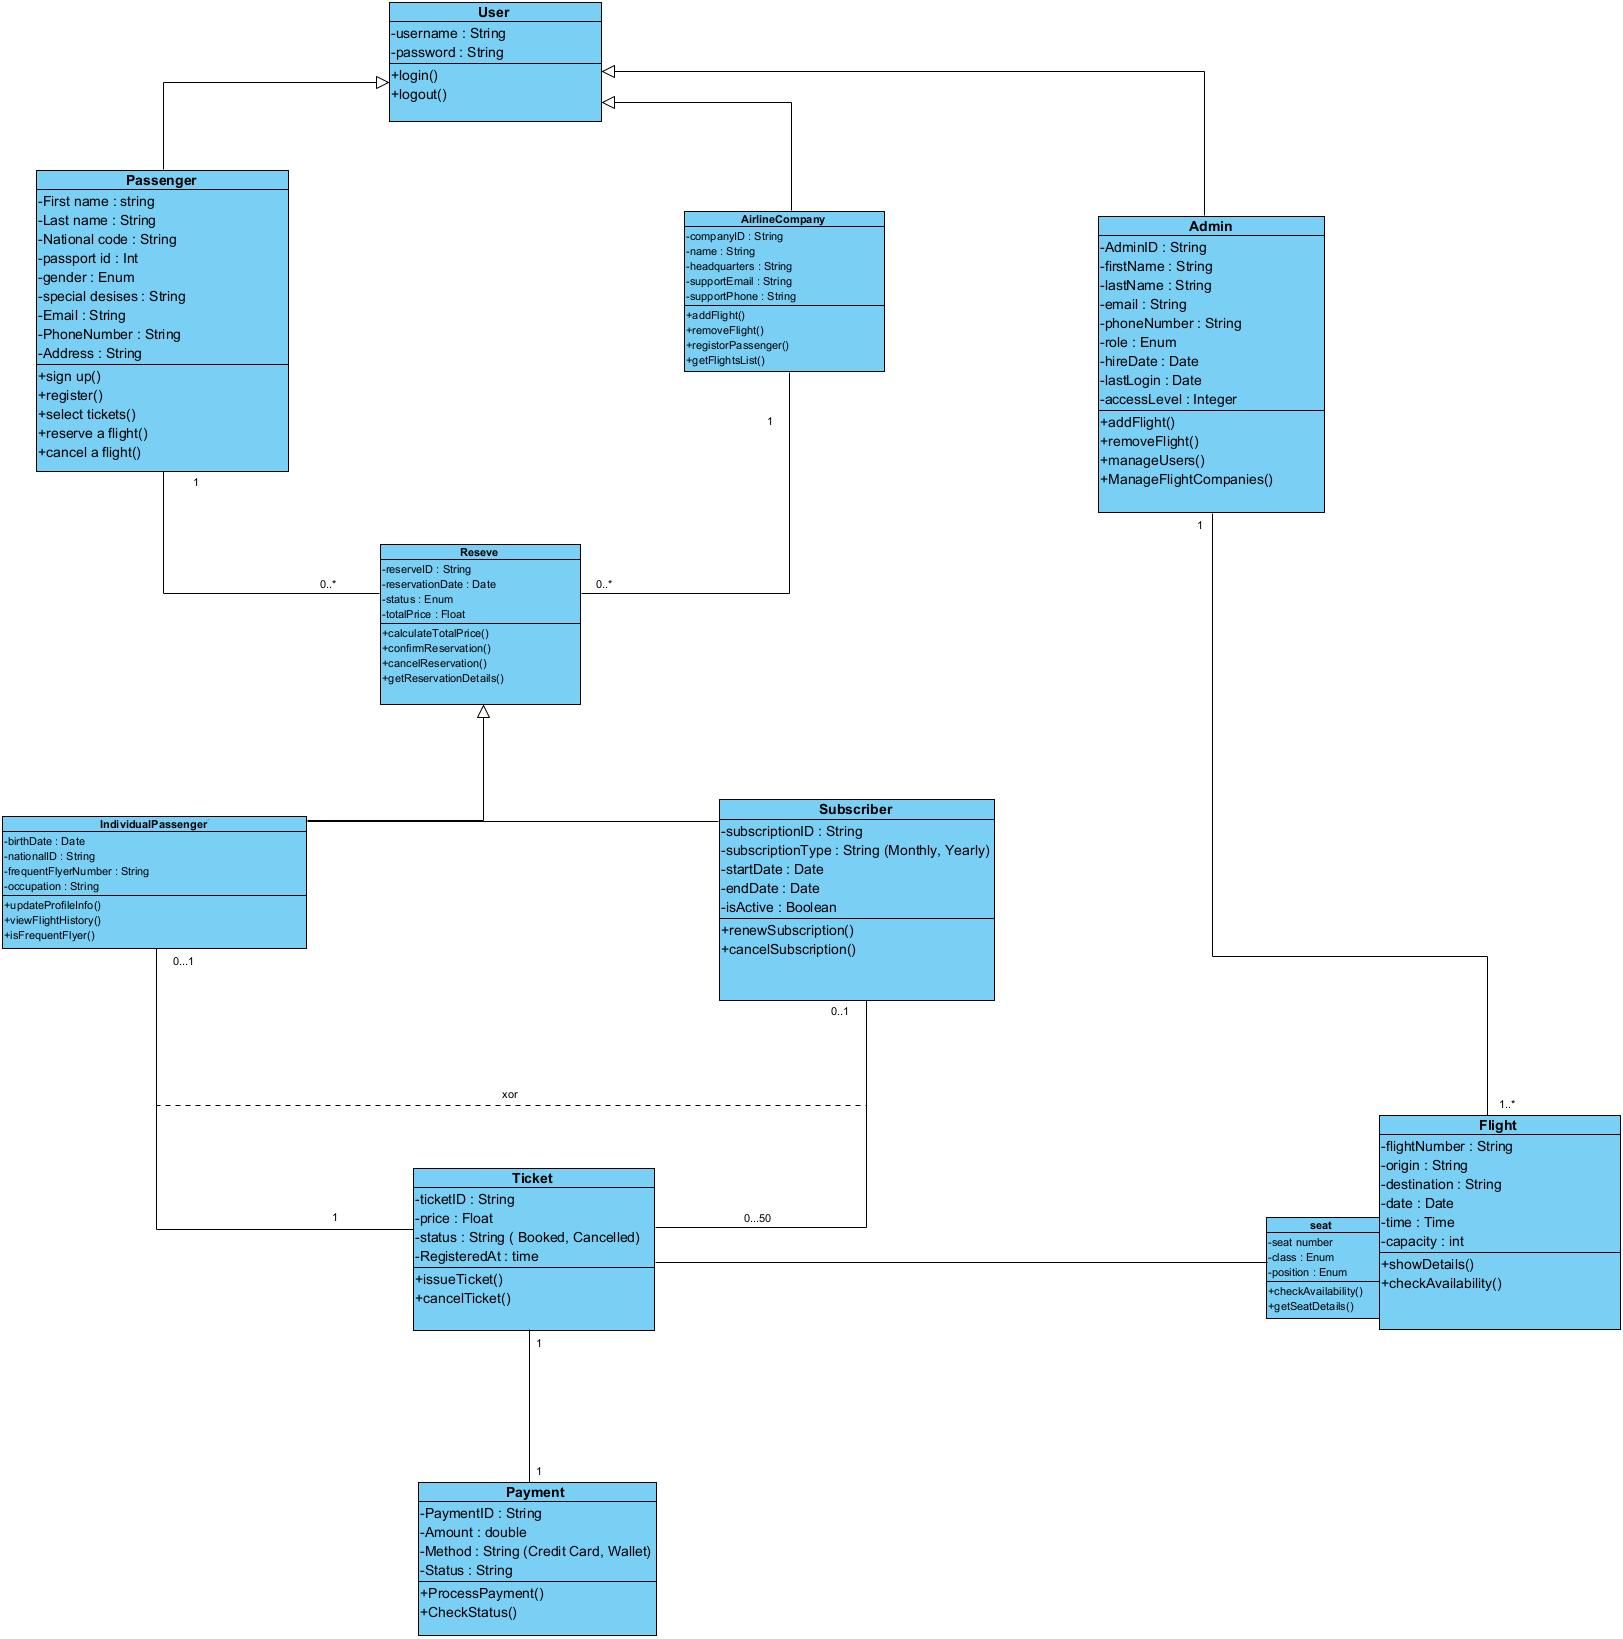 User
-username : String
-password : String
+login()
+logout()
Passenger
-First name : string
-Last name : String
-National code : String
-passport id : Int
-gender : Enum
-special desises : String
-Email : String
-PhoneNumber : String
-Address : String
+sign up()
+register()
+select tickets()
+reserve a flight()
+cancel a flight()
1
AirlineCompany
-companyID : String
-name : String
-headquarters : String
-supportEmail : String
-supportPhone : String
+addFlight()
+removeFlight()
+registorPassenger()
+getFlightsList()
1
Admin
-AdminID : String
-firstName : String
-lastName : String
-email : String
-phoneNumber : String
-role : Enum
-hireDate : Date
-lastLogin : Date
-accessLevel : Integer
+addFlight()
+removeFlight()
+manageUsers()
+ManageFlightCompanies()
1
0..*
Reseve
-reserveID : String
-reservationDate : Date
-status : Enum
-totalPrice : Float
+calculateTotalPrice()
+confirmReservation()
+cancelReservation()
+getReservationDetails()
0..*
IndividualPassenger
-birthDate : Date
-nationalID : String
-frequentFlyerNumber : String
-occupation : String
+updateProfileInfo()
+viewFlightHistory()
+isFrequentFlyer()
0...1
Subscriber
-subscriptionID : String
-subscriptionType : String (Monthly, Yearly)
-startDate : Date
-endDate : Date
-isActive : Boolean
+renewSubscription()
+cancelSubscription()
0..1
xor
1
Ticket
-ticketID : String
-price : Float
-status : String ( Booked, Cancelled)
-RegisteredAt : time
+issueTicket()
+cancelTicket()
0...50
1
1..*
Flight
-flightNumber : String
-origin : String
-destination : String
-date : Date
-time : Time
-capacity : int
+showDetails()
+checkAvailability()
seat
-seat number
-class : Enum
-position : Enum
+checkAvailability()
+getSeatDetails()
1
Payment
-PaymentID : String
-Amount : double
-Method : String (Credit Card, Wallet)
-Status : String
+ProcessPayment()
+CheckStatus()